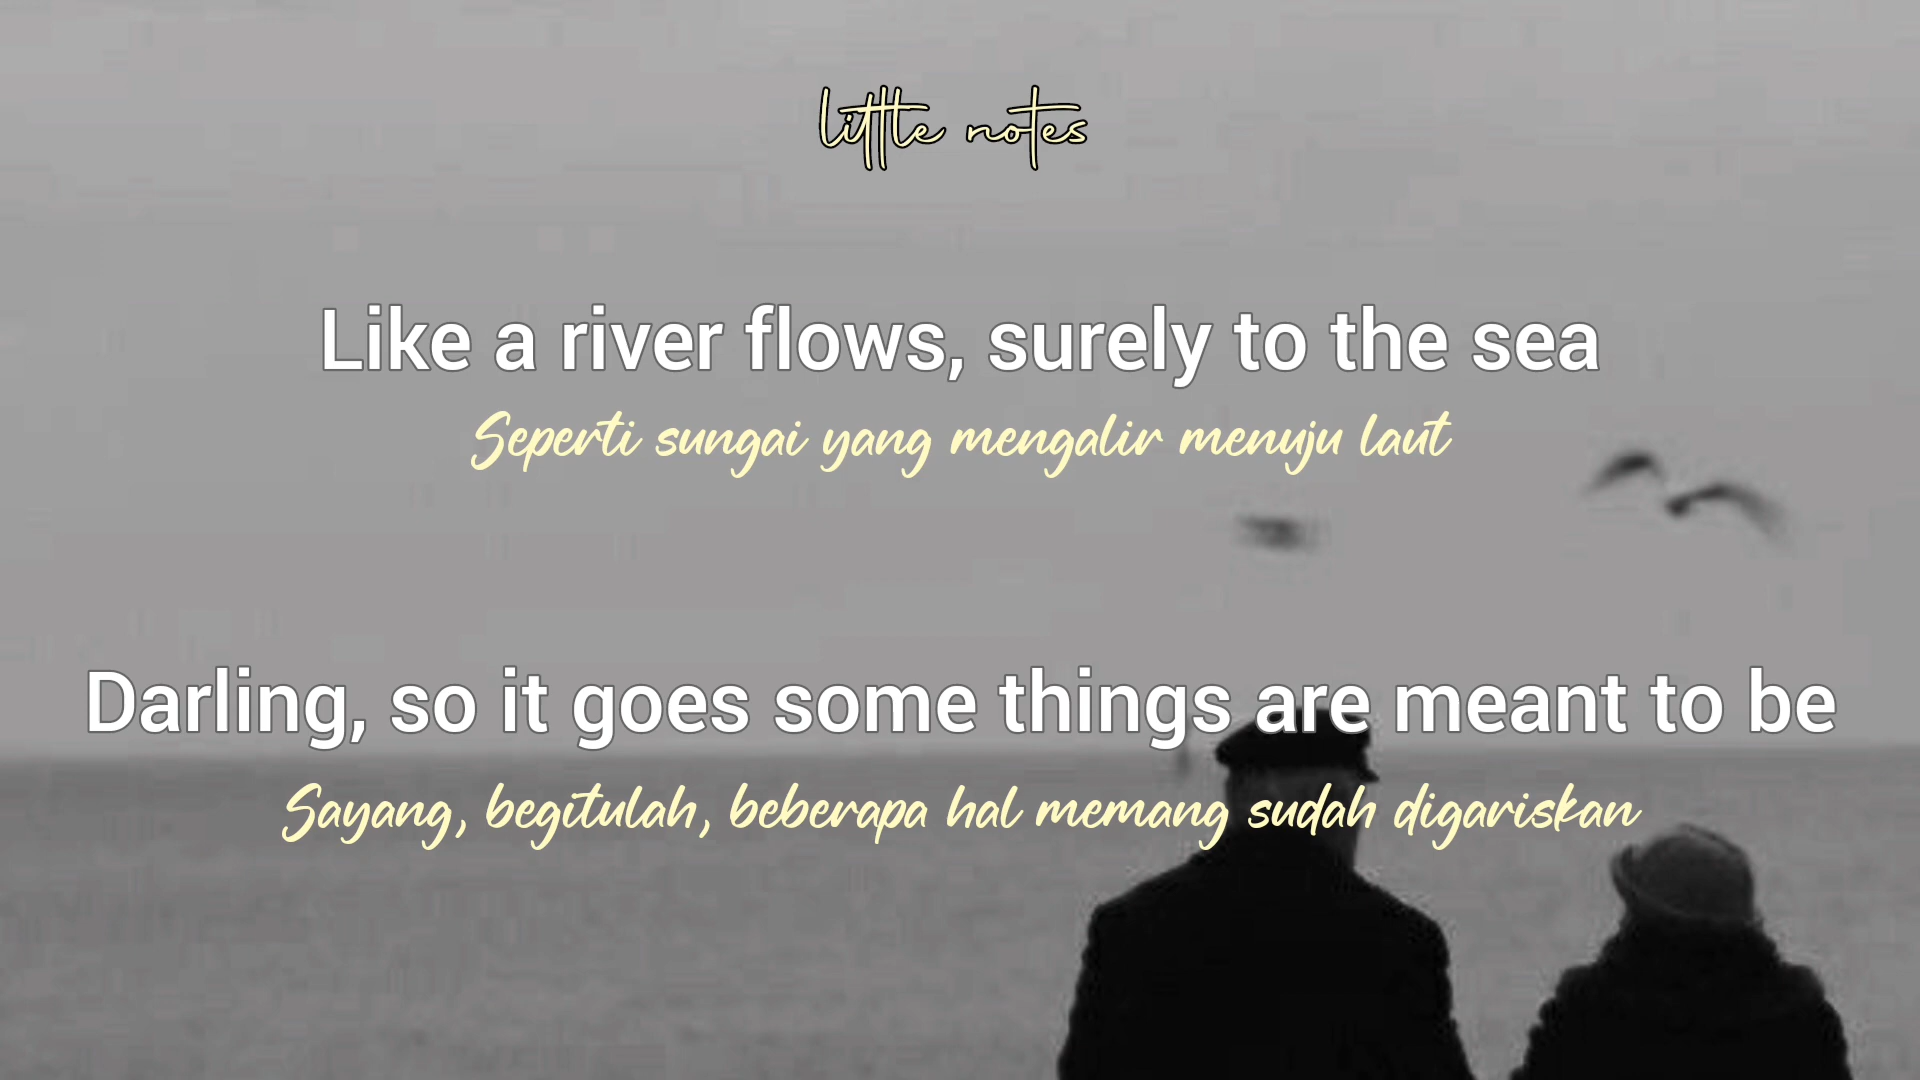 little notes
Like a river flows, surely to the sea
Seperti sungai yang mengalir menuju laut
Darling, so it goes some things are meant to be
Sayang, begitulah, beberapa hal memang sudah digariskan